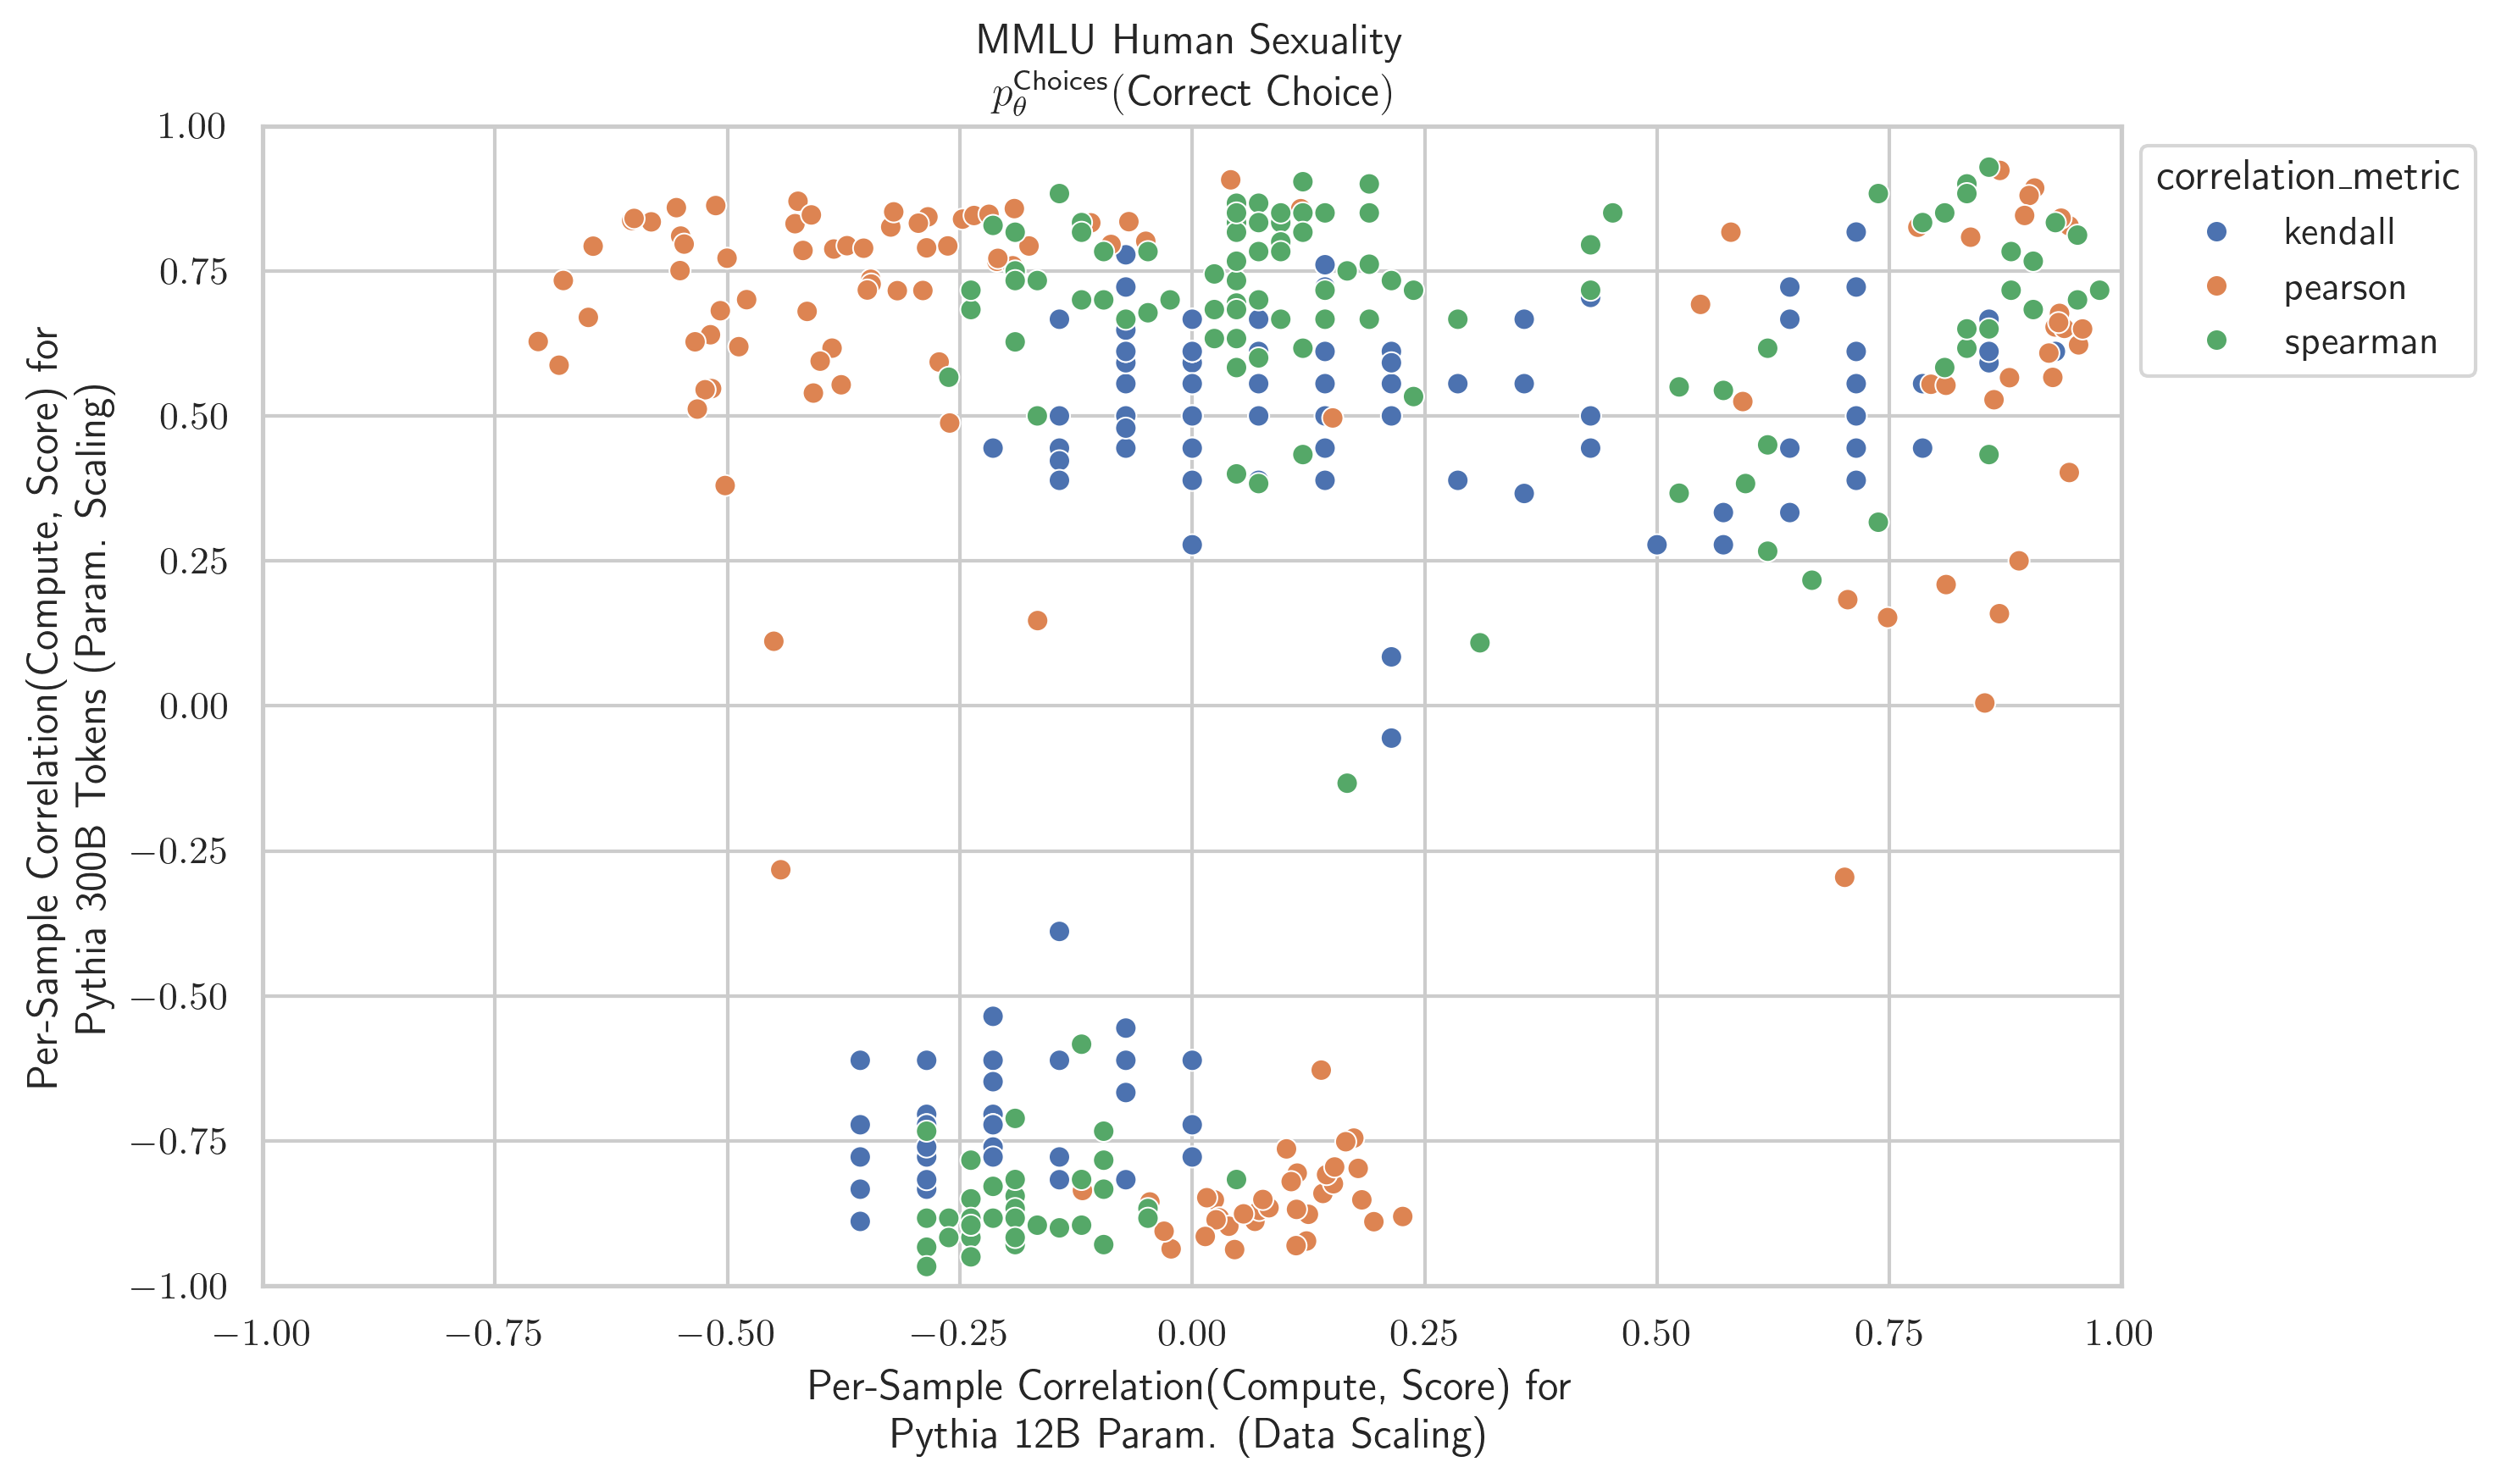 MMLU Human Sexuality
p_θ^Choices(Correct Choice)
1.00
0.75
0.50
0.25
0.00
−0.25
−0.50
−0.75
−1.00
Per-Sample Correlation(Compute, Score) for
Pythia 300B Tokens (Param. Scaling)
−1.00
−0.75
−0.50
−0.25
0.00
0.25
0.50
0.75
1.00
Per-Sample Correlation(Compute, Score) for
Pythia 12B Param. (Data Scaling)
correlation_metric
kendall
pearson
spearman